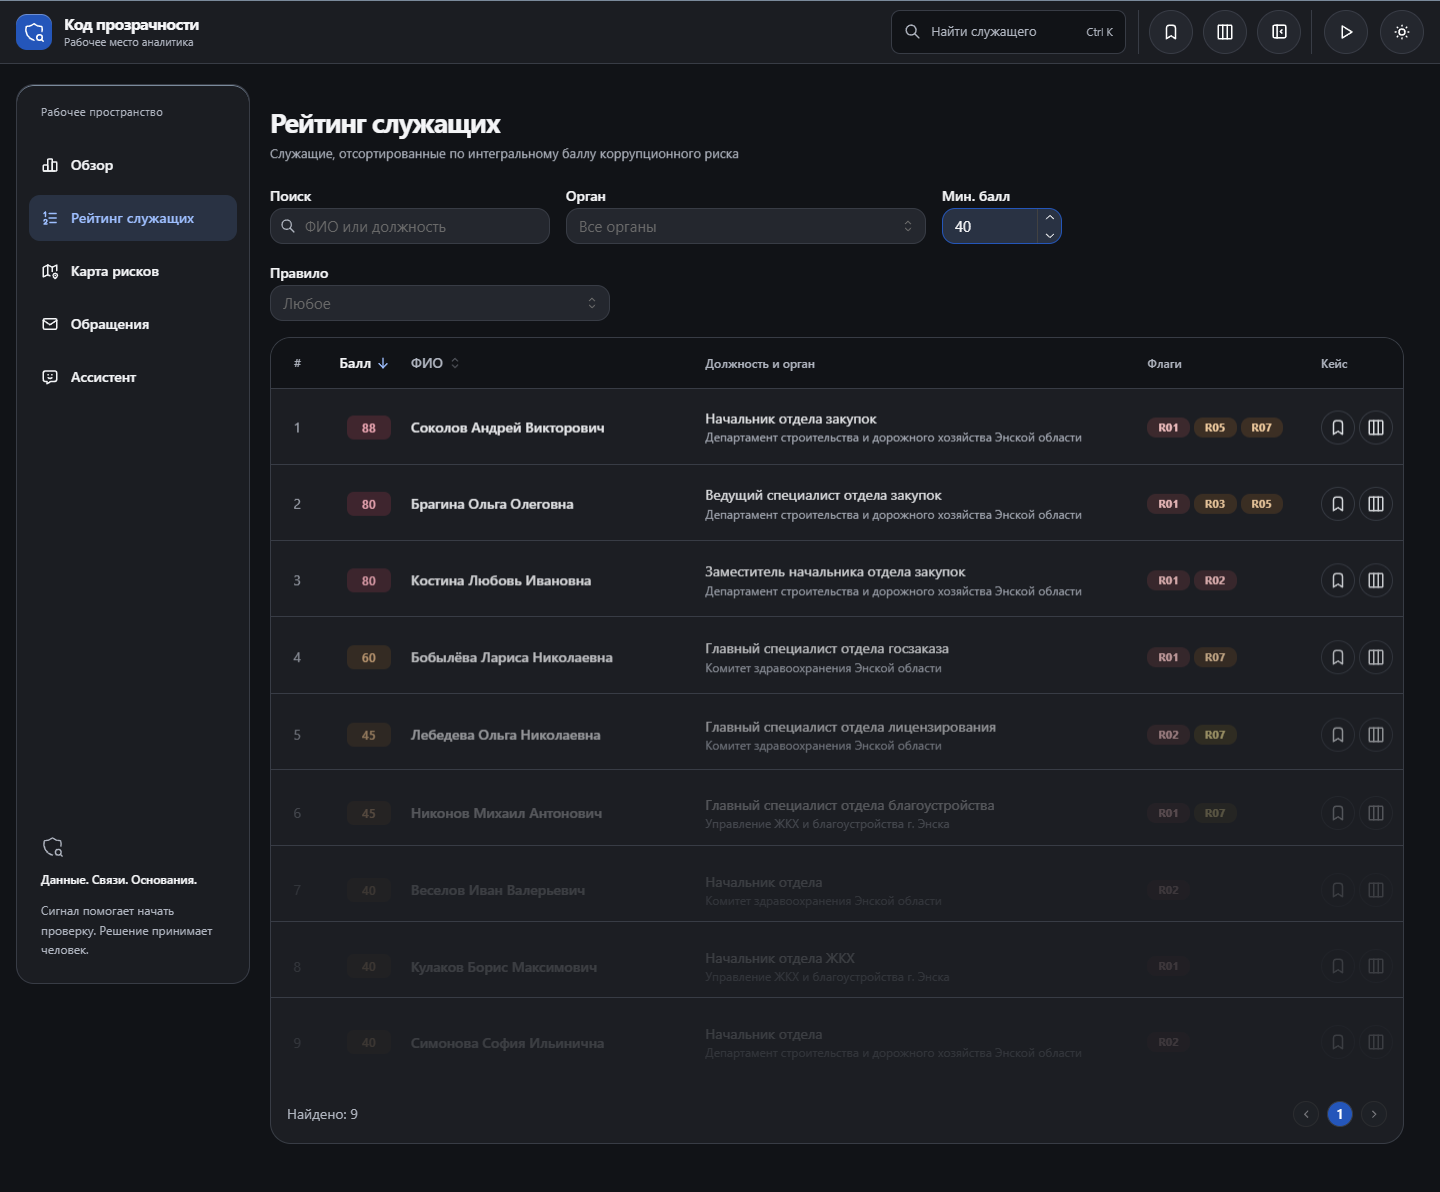 Код прозрачности
Рабочее место аналитика
Найти служащего Ctrl K
Рабочее пространство
Обзор
Рейтинг служащих
Карта рисков
Обращения
Ассистент
Данные. Связи. Основания.
Сигнал помогает начать
проверку. Решение принимает
человек.
Рейтинг служащих
Служащие, отсортированные по интегральному баллу коррупционного риска
Поиск Орган Мин. балл
ФИО или должность Все органы 40
Правило
Любое
# Балл ФИО Должность и орган Флаги Кейс
1 88 Соколов Андрей Викторович Начальник отдела закупок R01 R05 R07
Департамент строительства и дорожного хозяйства Энской области
2 80 Брагина Ольга Олеговна Ведущий специалист отдела закупок R01 R03 R05
Департамент строительства и дорожного хозяйства Энской области
3 80 Костина Любовь Ивановна Заместитель начальника отдела закупок R01 R02
Департамент строительства и дорожного хозяйства Энской области
4 60 Бобылёва Лариса Николаевна Главный специалист отдела госзаказа R01 R07
Комитет здравоохранения Энской области
5 45 Лебедева Ольга Николаевна Главный специалист отдела лицензирования R02 R07
Комитет здравоохранения Энской области
6 45 Никонов Михаил Антонович Главный специалист отдела благоустройства R01 R07
Управление ЖКХ и благоустройства г. Энска
7 40 Веселов Иван Валерьевич Начальник отдела R02
Комитет здравоохранения Энской области
8 40 Кулаков Борис Максимович Начальник отдела ЖКХ R01
Управление ЖКХ и благоустройства г. Энска
9 40 Симонова София Ильинична Начальник отдела R02
Департамент строительства и дорожного хозяйства Энской области
Найдено: 9 1